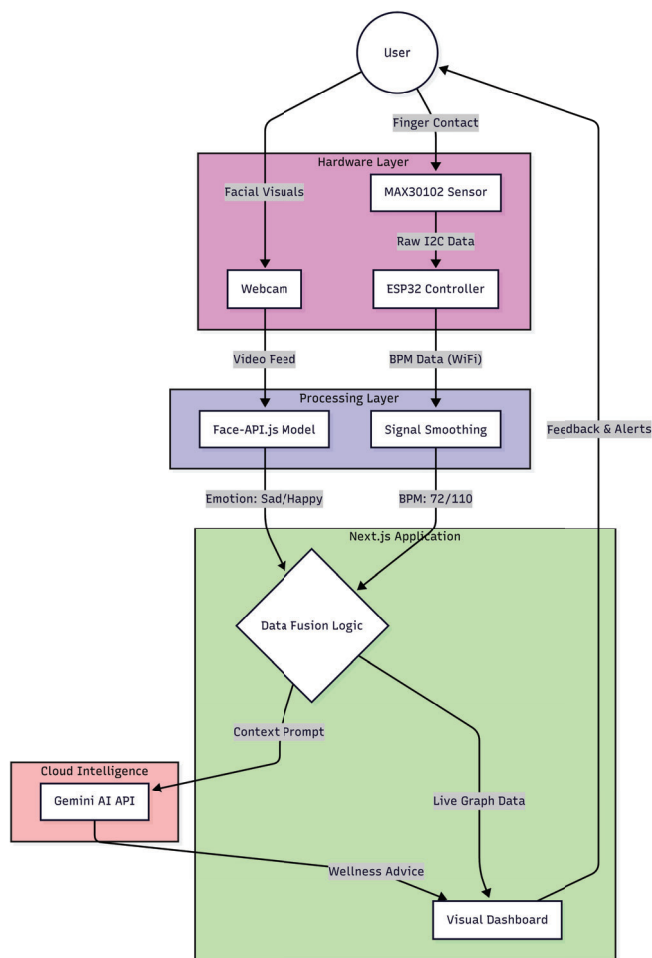 User
Finger Contact
Hardware Layer
Facial Visuals
MAX30102 Sensor
Raw I2C Data
Webcam
ESP32 Controller
Video Feed
BPM Data (WiFi)
Processing Layer
Face-API.js Model
Signal Smoothing
Feedback & Alerts
Emotion: Sad/Happy
BPM: 72/110
Next.js Application
Data Fusion Logic
Context Prompt
Cloud Intelligence
Gemini AI API
Live Graph Data
Wellness Advice
Visual Dashboard